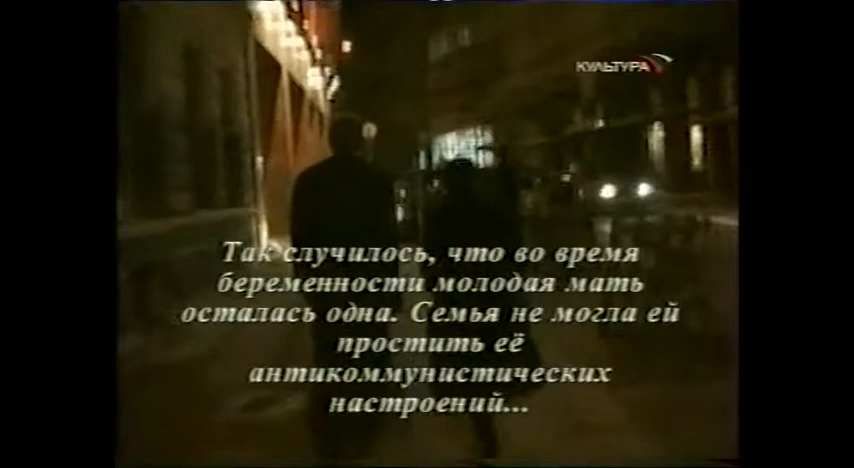 КУЛЬТУРА
Так случилось, что во время
беременности молодая мать
осталась одна. Семья не могла ей
простить её
антикоммунистических
настроений...